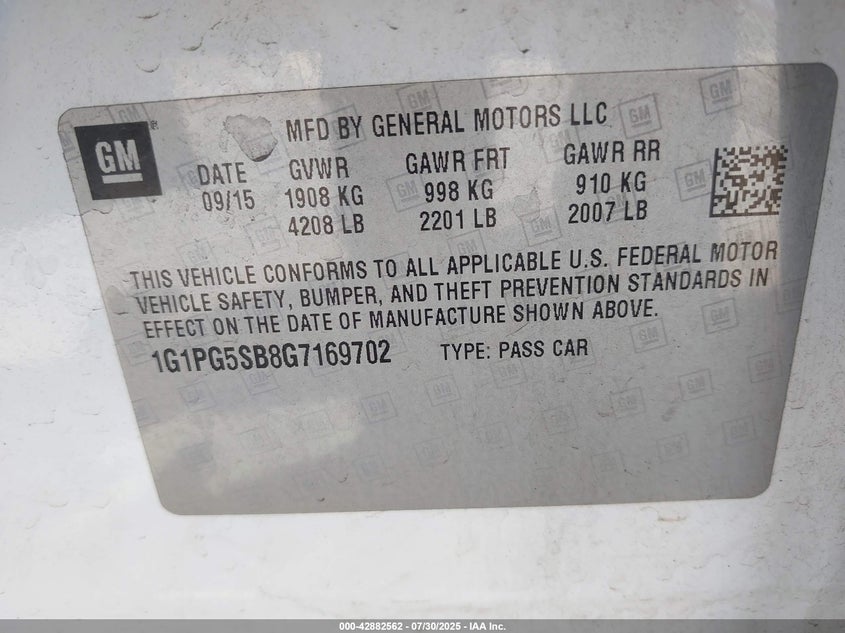 GM
MFD BY GENERAL MOTORS LLC
DATE GVWR GAWR FRT GAWR RR
09/15 1908 KG 998 KG 910 KG
4208 LB 2201 LB 2007 LB
THIS VEHICLE CONFORMS TO ALL APPLICABLE U.S. FEDERAL MOTOR
VEHICLE SAFETY, BUMPER, AND THEFT PREVENTION STANDARDS IN
EFFECT ON THE DATE OF MANUFACTURE SHOWN ABOVE.
1G1PG5SB8G7169702 TYPE: PASS CAR
000-42882562 - 07/30/2025 - IAA Inc.